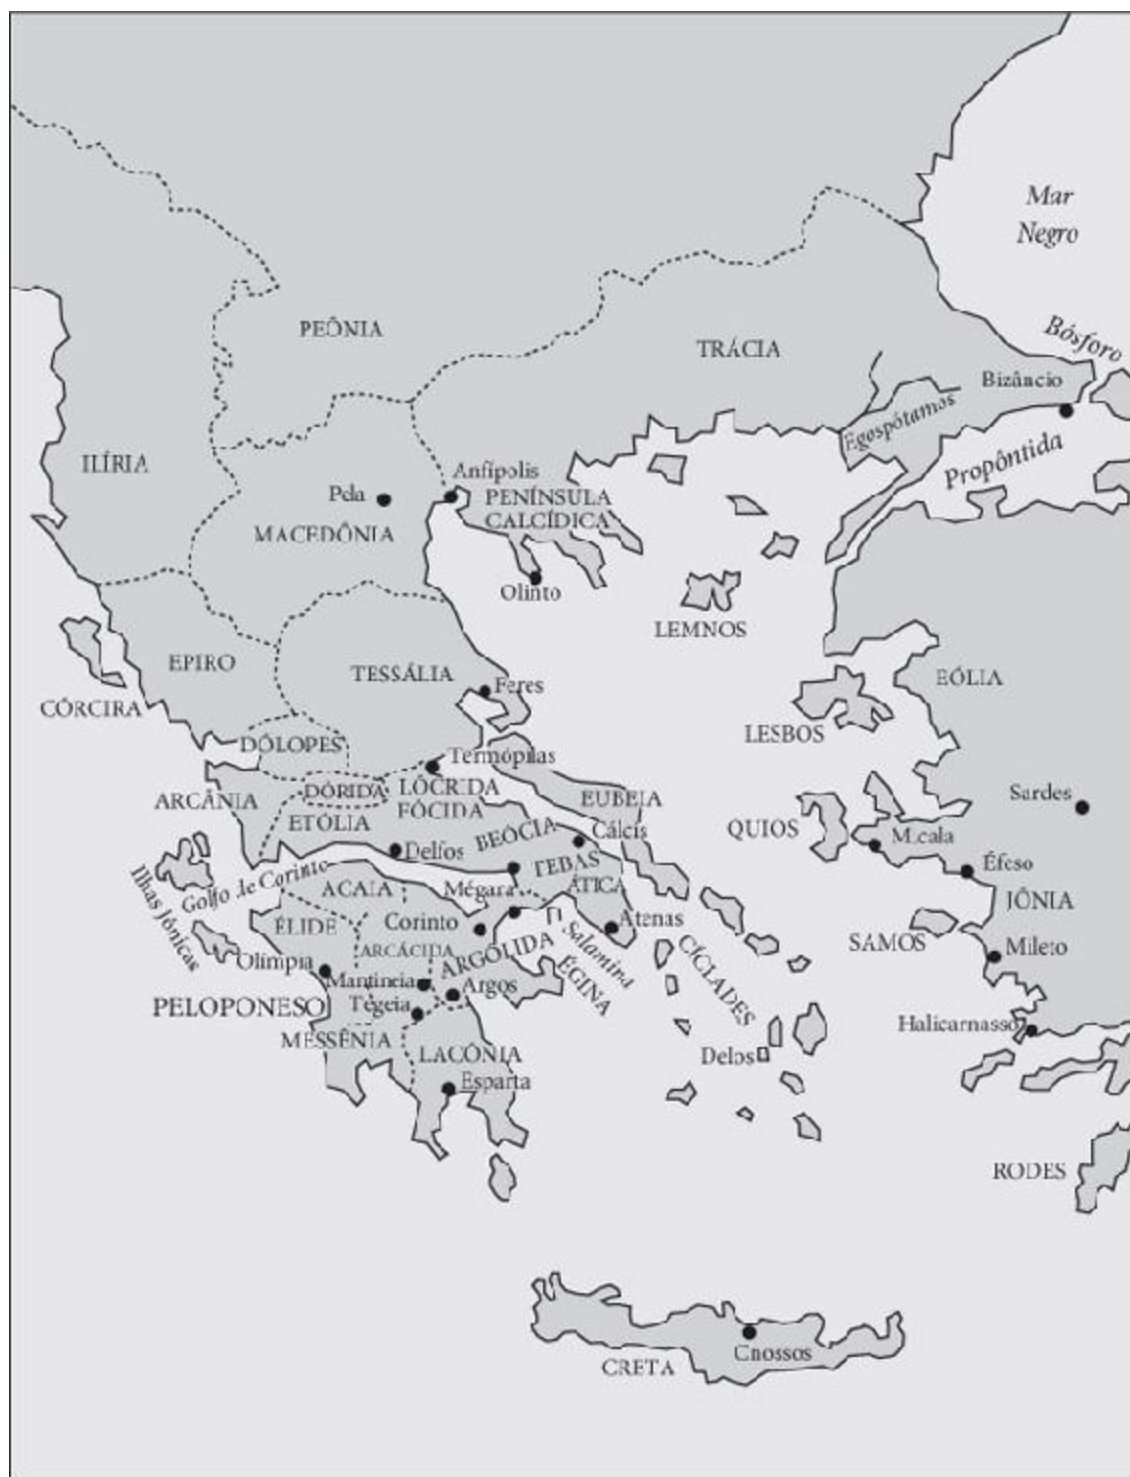 Mar
Negro
PEÔNIA
TRÁCIA
Bósforo
Bizâncio
Egospótamos
Propôntida
ILÍRIA
Anfípolis
Pela
PENÍNSULA
CALCÍDICA
MACEDÔNIA
Olinto
LEMNOS
EPIRO
TESSÁLIA
Feres
EÓLIA
CÓRCIRA
LESBOS
DÓLOPES
Termópilas
ARCÂNIA
DÓRIDA
LÓCRIDA
FÓCIDA
EUBEIA
Sardes
ETÓLIA
BEÓCIA
Cálcis
QUIOS
Micala
Delfos
TEBAS
Éfeso
Golfo de Corinto
Ilhas Jônicas
ACAIA
Mégara
ÁTICA
JÔNIA
ÉLIDE
Corinto
Atenas
SAMOS
ARCÁCIDA
ARGÓLIDA
Salamina
CÍCLADES
Mileto
Olímpia
Mantineia
Argos
ÉGINA
PELOPONESO
Tegeia
Halicarnasso
MESSÊNIA
LACÔNIA
Delos
Esparta
RODES
Cnossos
CRETA